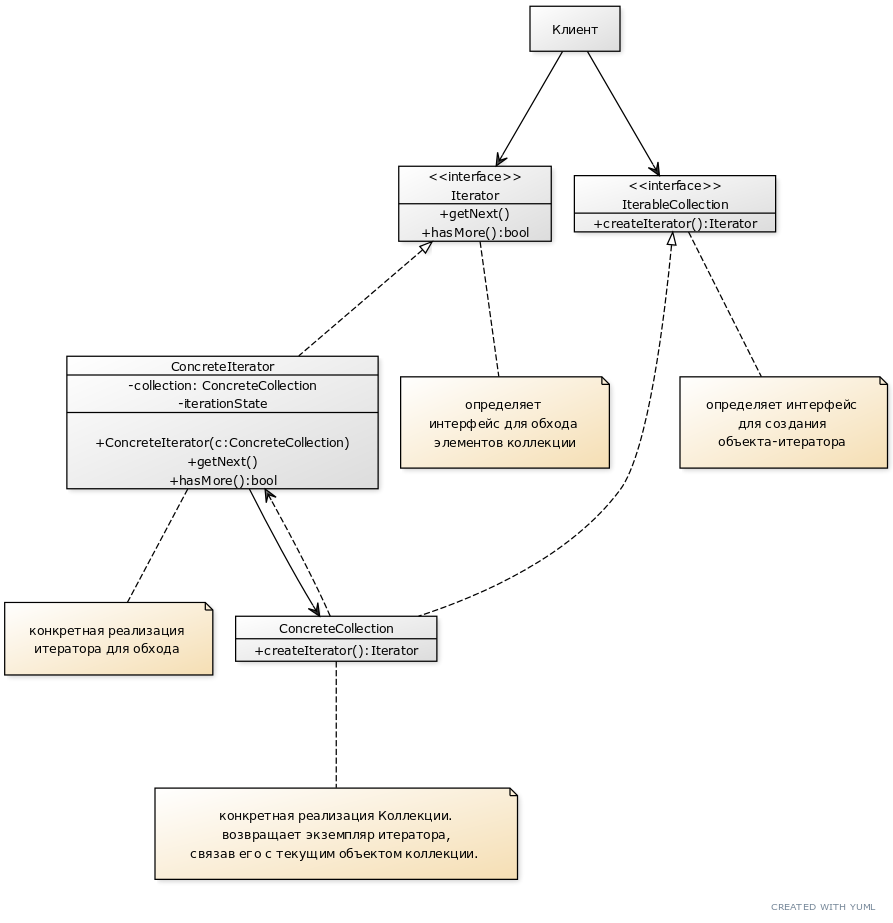 Клиент
<<interface>>
Iterator
+getNext()
+hasMore():bool
<<interface>>
IterableCollection
+createIterator():Iterator
ConcreteIterator
-collection: ConcreteCollection
-iterationState
+ConcreteIterator(c:ConcreteCollection)
+getNext()
+hasMore():bool
определяет
интерфейс для обхода
элементов коллекции
определяет интерфейс
для создания
объекта-итератора
конкретная реализация
итератора для обхода
ConcreteCollection
+createIterator():Iterator
конкретная реализация Коллекции.
возвращает экземпляр итератора,
связав его с текущим объектом коллекции.
CREATED WITH YUML